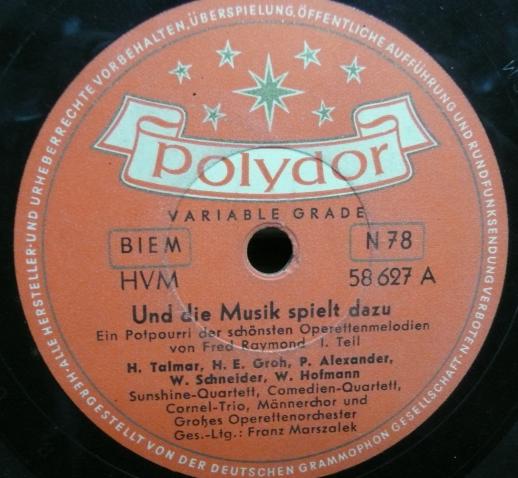 ALLE HERSTELLER- UND URHEBERRECHTE VORBEHALTEN, ÜBERSPIELUNG, ÖFFENTLICHE AUFFÜHRUNG UND RUNDFUNKSENDUNG VERBOTEN.
polydor
VARIABLE GRADE
BIEM N 78
HVM 58 627 A
Und die Musik spielt dazu
Ein Potpourri der schönsten Operettenmelodien
von Fred Raymond I. Teil
H. Talmar, H. E. Groh, P. Alexander,
W. Schneider, W. Hofmann
Sunshine-Quartett, Comedien-Quartett,
Cornel-Trio, Männerchor und
Großes Operettenorchester
Ges.-Ltg.: Franz Marszalek
HERGESTELLT VON DER DEUTSCHEN GRAMMOPHON GESELLSCHAFT